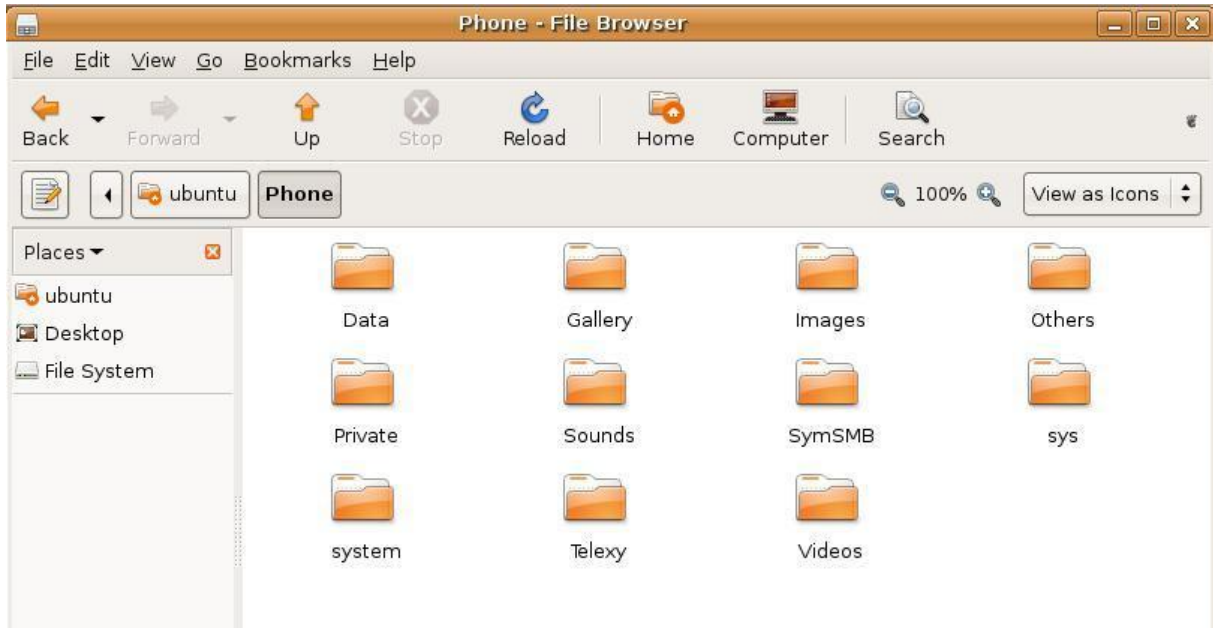 Phone - File Browser
File Edit View Go Bookmarks Help
Back Forward Up Stop Reload Home Computer Search
ubuntu Phone 100% View as Icons
Places
ubuntu
Desktop
File System
Data Gallery Images Others
Private Sounds SymSMB sys
system Telexy Videos